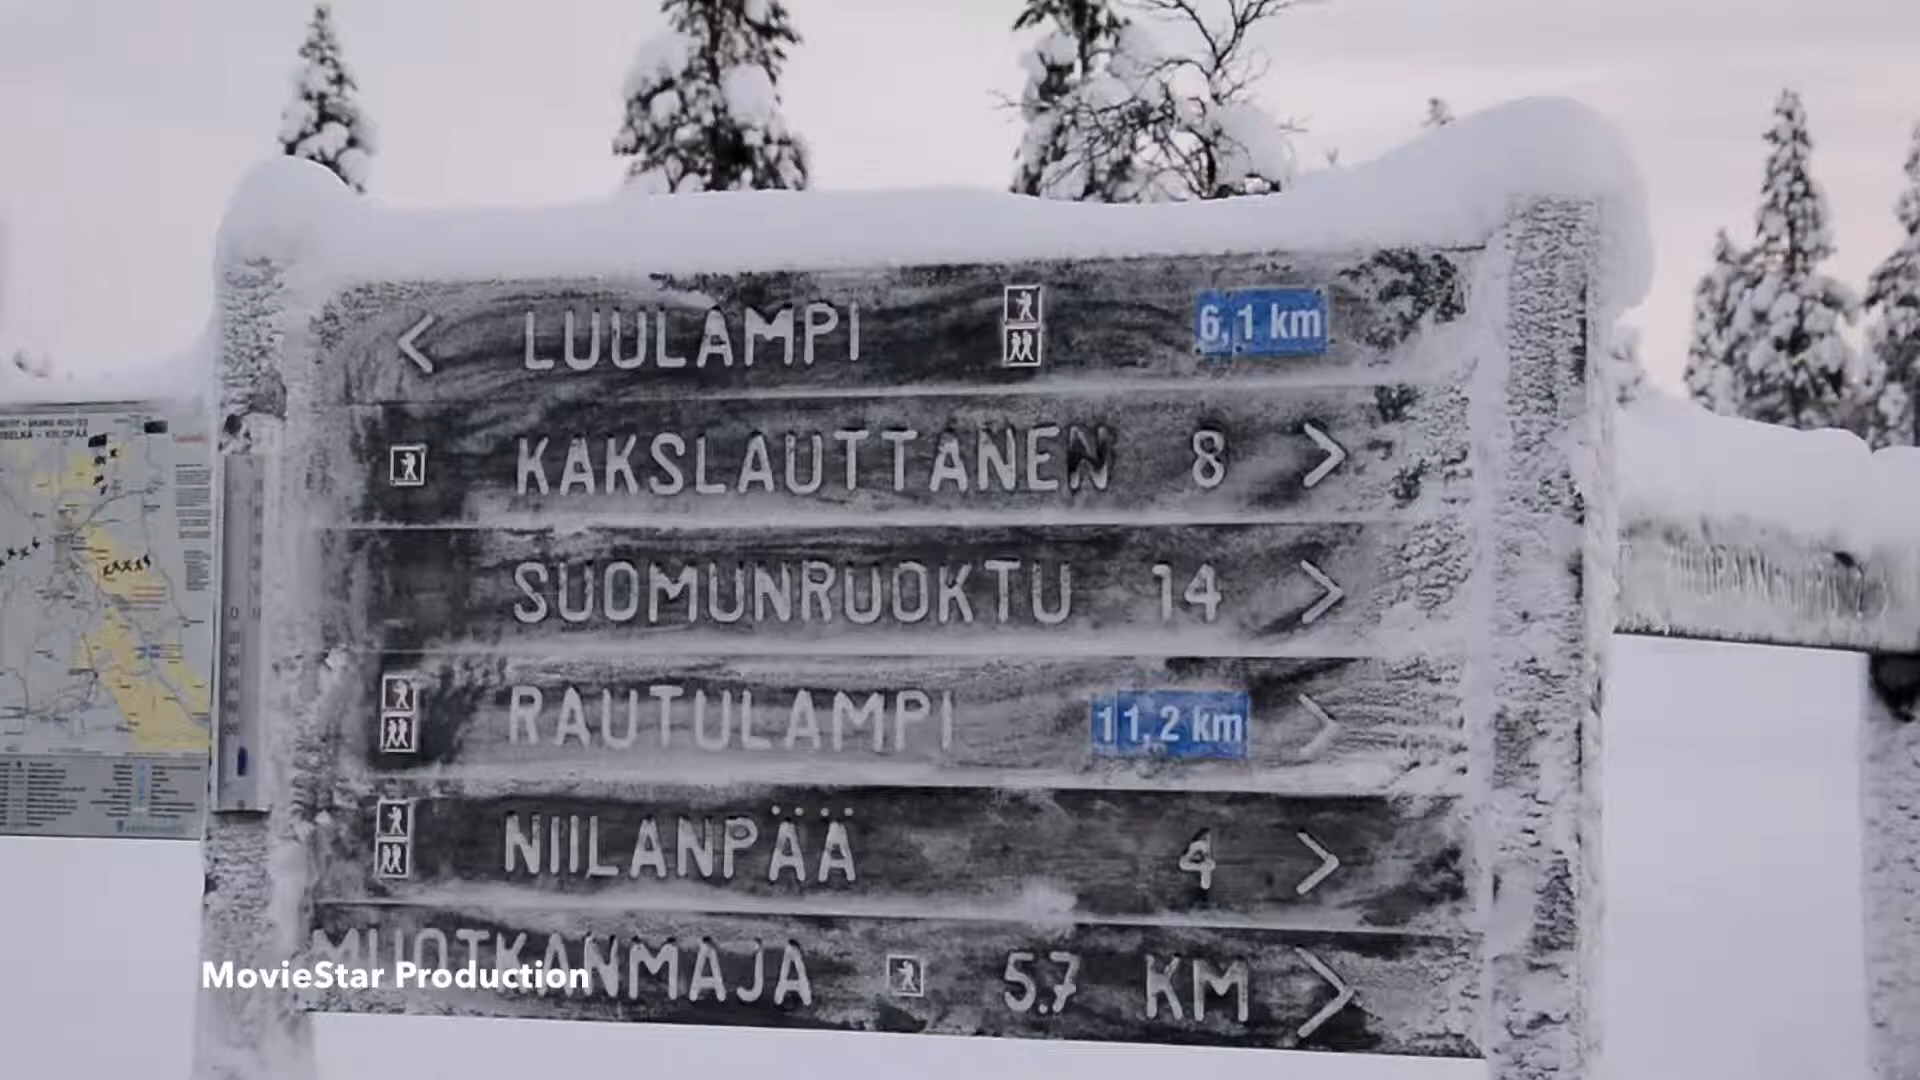 < LUULAMPI 6,1 km
KAKSLAUTTANEN 8 >
SUOMUNRUOKTU 14 >
RAUTULAMPI 11,2 km >
NIILANPÄÄ 4 >
MUOTKANMAJA 5.7 KM >
MovieStar Production